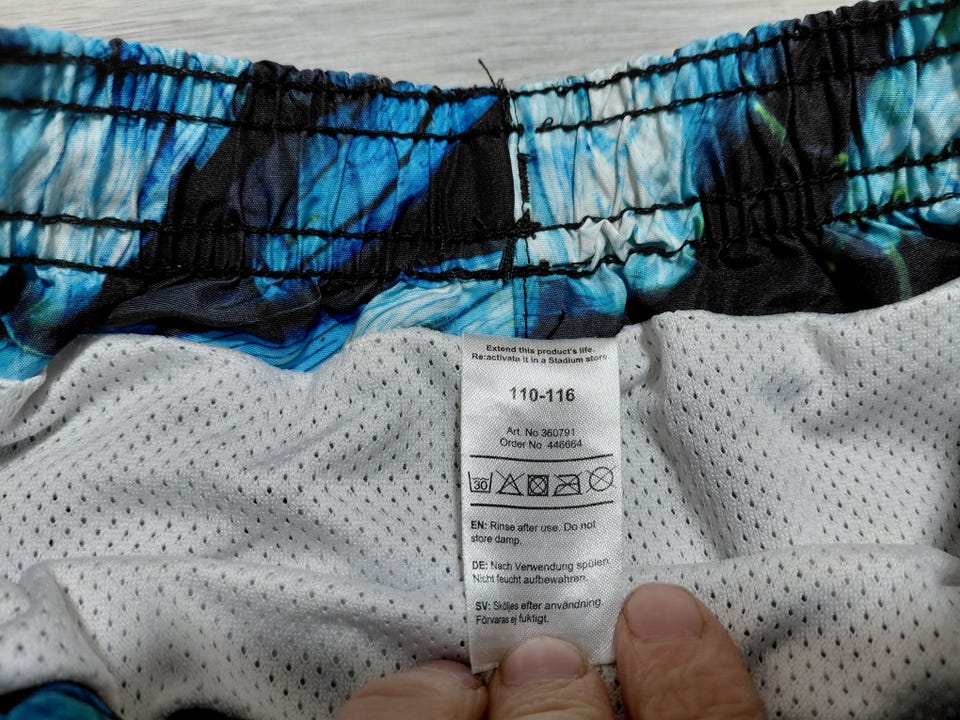 Extend this product's life.
Re:activate it in a Stadium store
110-116
Art. No 360791
Order No 446664
30
EN: Rinse after use. Do not
store damp.
DE: Nach Verwendung spülen
Nicht feucht aufbewahren.
SV: Sköljes efter användning.
Förvaras ej fuktigt.